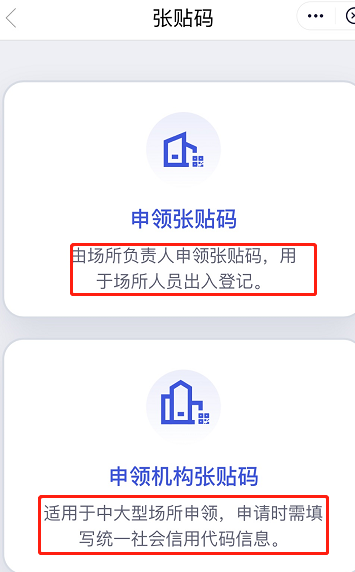 张贴码
申领张贴码
由场所负责人申领张贴码，用
于场所人员出入登记。
申领机构张贴码
适用于中大型场所申领，申请时需填
写统一社会信用代码信息。